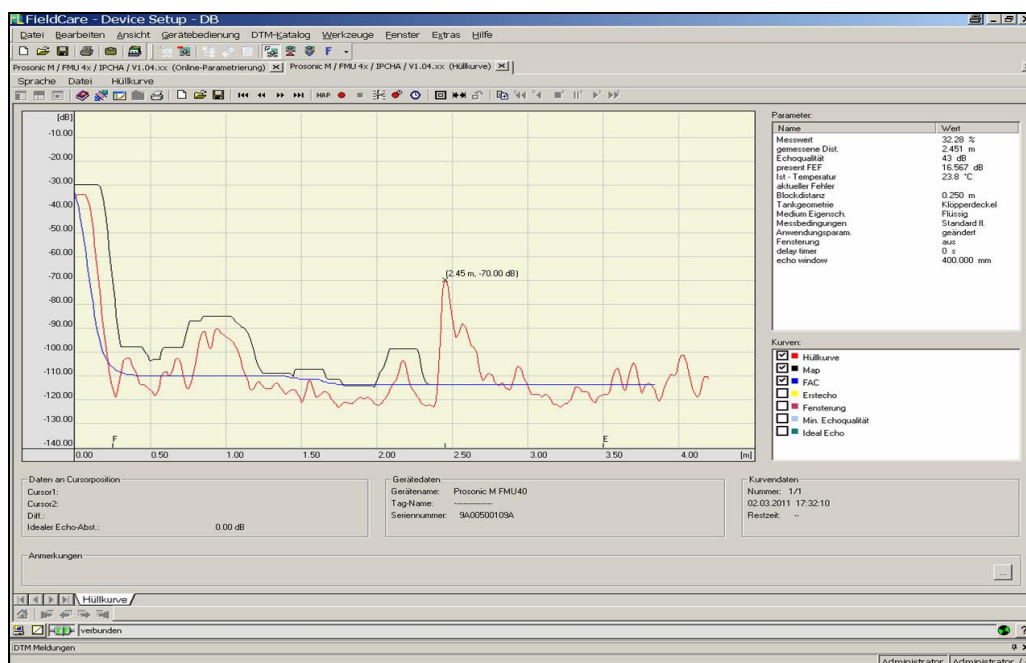 FieldCare - Device Setup - DB
Datei Bearbeiten Ansicht Gerätebedienung DTM-Katalog Werkzeuge Fenster Extras Hilfe
F
Prosonic M / FMU 4x / IPCHA / V1.04.xx (Online-Parametrierung)
Prosonic M / FMU 4x / IPCHA / V1.04.xx (Hüllkurve)
Sprache Datei Hüllkurve
MAP
[dB]
-10.00
-20.00
-30.00
-40.00
-50.00
-60.00
-70.00
-80.00
-90.00
-100.00
-110.00
-120.00
-130.00
-140.00
(2.45 m, -70.00 dB)
F
E
0.00 0.50 1.00 1.50 2.00 2.50 3.00 3.50 4.00 [m]
Parameter:
Name Wert
Messwert 32.28 %
gemessene Dist. 2.451 m
Echoqualität 43 dB
present FEF 16.567 dB
Ist - Temperatur 23.8 °C
aktueller Fehler
Blockdistanz 0.250 m
Tankgeometrie Klöpperdeckel
Medium Eigensch. Flüssig
Messbedingungen Standard fl.
Anwendungsparam. geändert
Fensterung aus
delay timer 0 s
echo window 400.000 mm
Kurven:
Hüllkurve
Map
FAC
Erstecho
Fensterung
Min. Echoqualität
Ideal Echo
Daten an Cursorposition
Cursor1:
Cursor2:
Diff.:
Idealer Echo-Abst.: 0.00 dB
Gerätedaten
Gerätename: Prosonic M FMU40
Tag-Name: ---------------
Seriennummer: 9A00500109A
Kurvendaten
Nummer: 1/1
02.03.2011 17:32:10
Restzeit: --
Anmerkungen
...
Hüllkurve
verbunden
DTM Meldungen
Administrator Administrator /